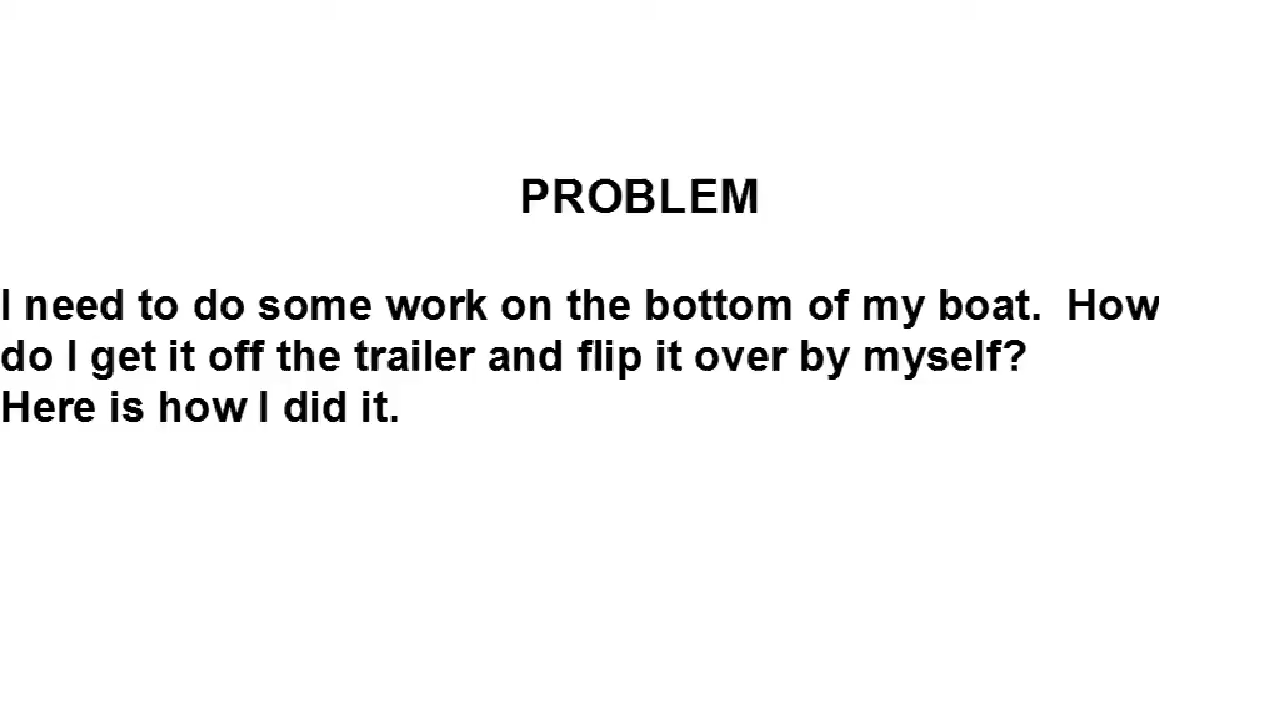 PROBLEM
I need to do some work on the bottom of my boat.  How
do I get it off the trailer and flip it over by myself?
Here is how I did it.